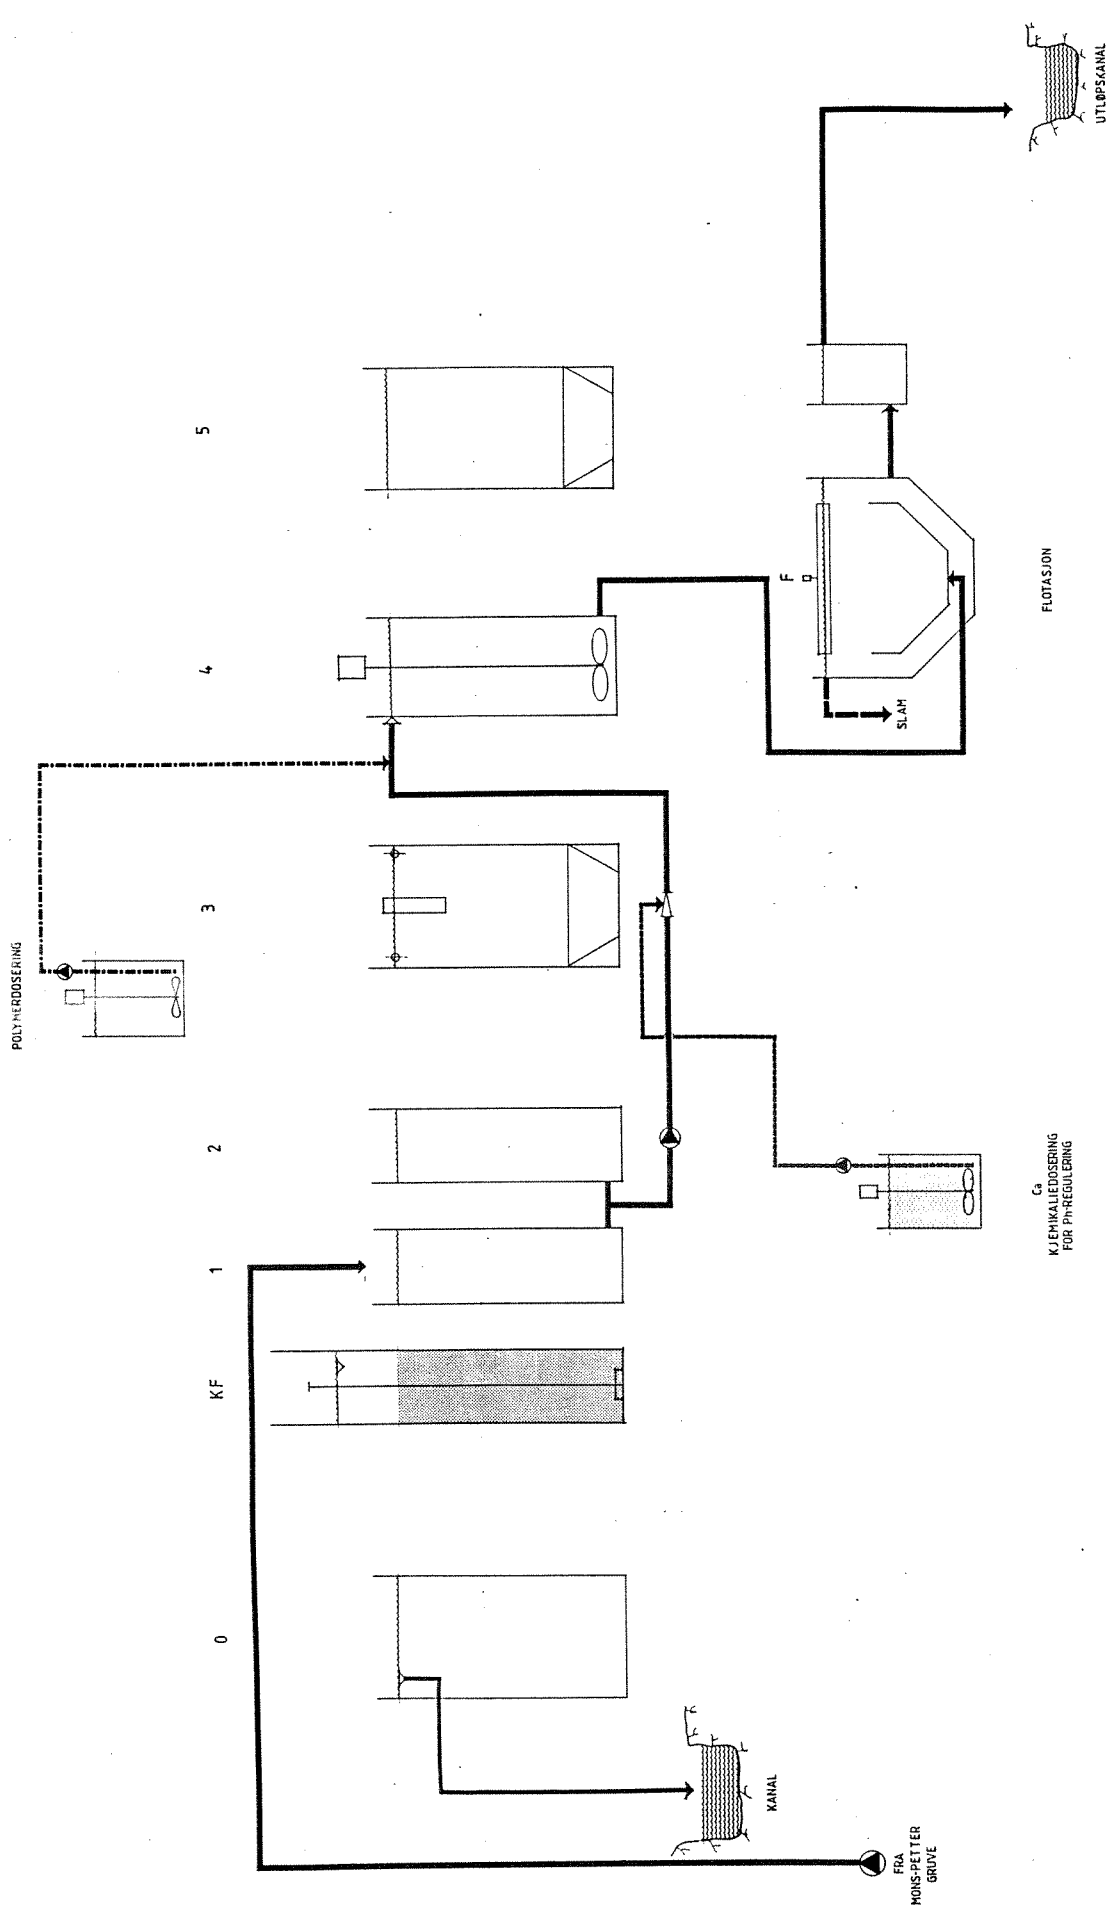 POLYMERDOSERING
0
KF
1
2
3
4
5
FRA
MONS-PETTER
GRUVE
KANAL
Ca
KJEMIKALIEDOSERING
FOR Ph-REGULERING
SLAM
F
FLOTASJON
UTLØPSKANAL